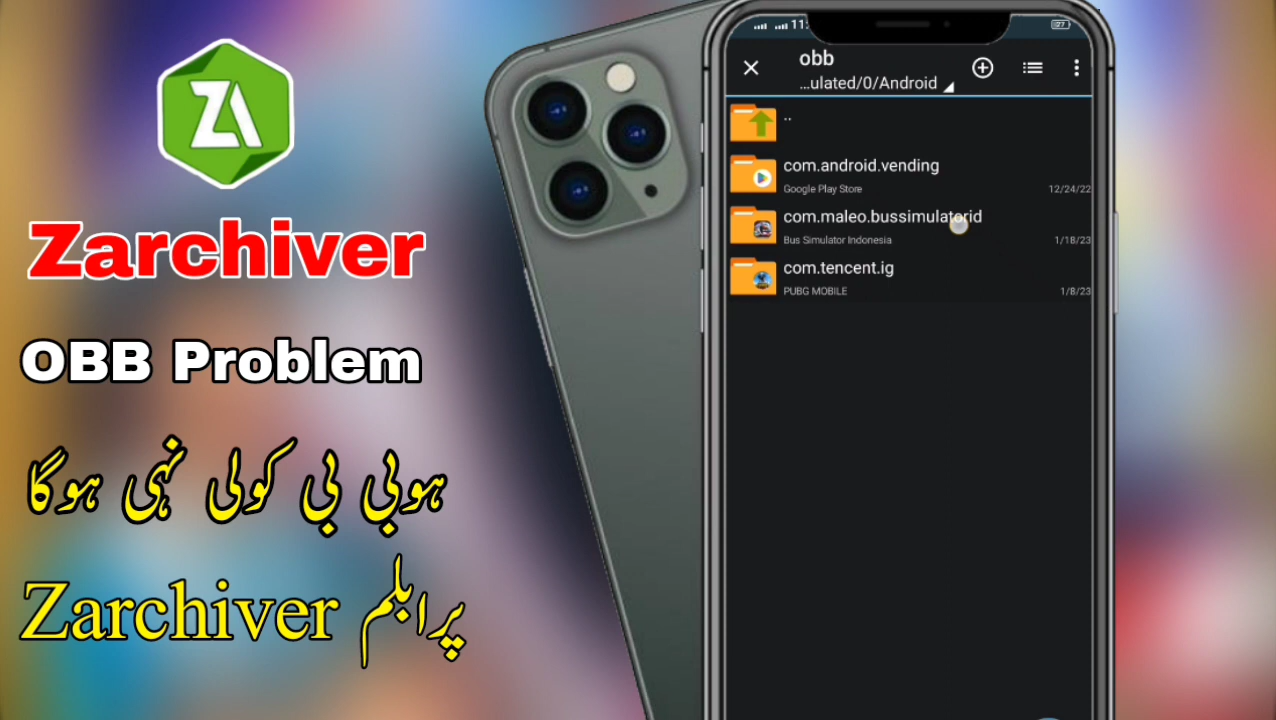 ZA
Zarchiver
OBB Problem
ہوبی بی کولی نہی ہوگا
پرابلم Zarchiver
11:
27
obb
...ulated/0/Android
..
com.android.vending
Google Play Store
12/24/22
com.maleo.bussimulatorid
Bus Simulator Indonesia
1/18/23
com.tencent.ig
PUBG MOBILE
1/8/23